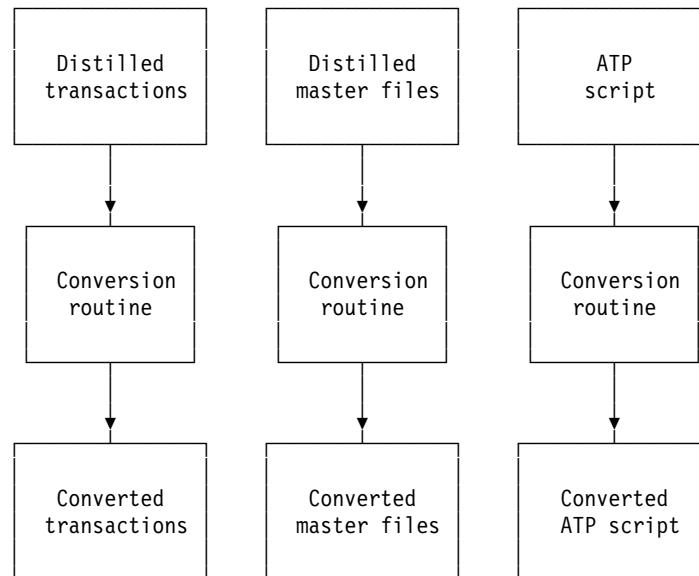 Distilled
transactions
Distilled
master files
ATP
script
Conversion
routine
Conversion
routine
Conversion
routine
Converted
transactions
Converted
master files
Converted
ATP script